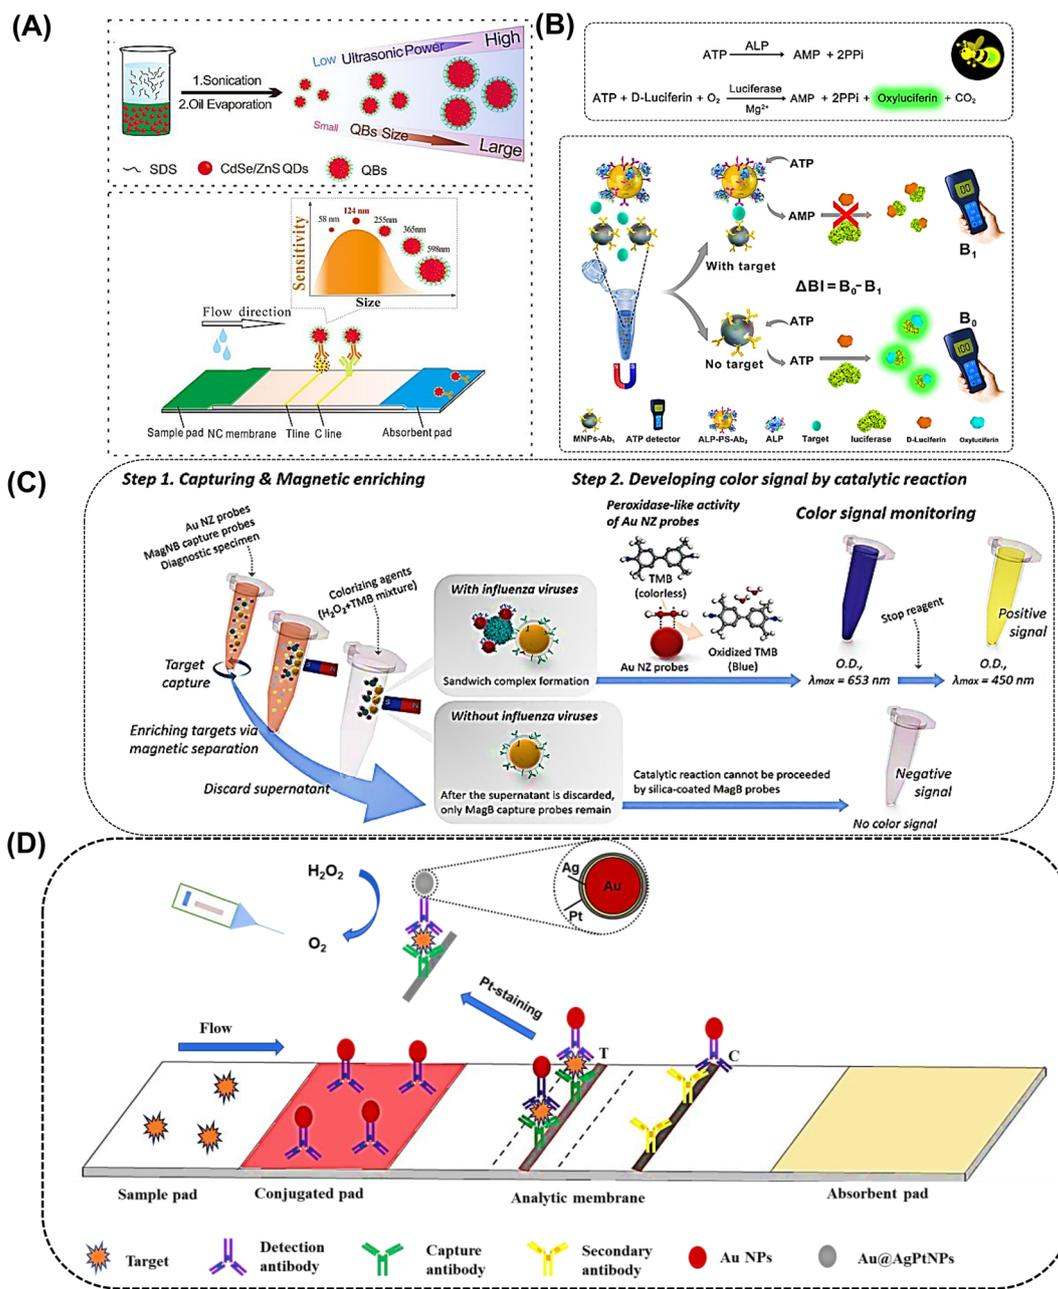 (A)
Low Ultrasonic Power High
1.Sonication
2.Oil Evaporation
Small QBs Size Large
SDS CdSe/ZnS QDs QBs
Sensitivity
58 nm 124 nm 255nm 365nm 598nm
Size
Flow direction
Sample pad NC membrane Tline C line Absorbent pad
(B)
ATP ALP AMP + 2PPi
ATP + D-Luciferin + O₂ Luciferase Mg²⁺ AMP + 2PPi + Oxyluciferin + CO₂
ATP
AMP
00
B₁
With target
ΔBI = B₀- B₁
ATP
B₀
No target
ATP
100
MNPs-Ab₁ ATP detector ALP-PS-Ab₂ ALP Target luciferase D-Luciferin Oxyluciferin
(C)
Step 1. Capturing & Magnetic enriching
Au NZ probes
MagNB capture probes
Diagnostic specimen
Colorizing agents
(H₂O₂+TMB mixture)
Target
capture
Enriching targets via
magnetic separation
Discard supernatant
With influenza viruses
Sandwich complex formation
Without influenza viruses
After the supernatant is discarded,
only MagB capture probes remain
Step 2. Developing color signal by catalytic reaction
Peroxidase-like activity
of Au NZ probes
TMB
(colorless)
Au NZ probes
Oxidized TMB
(Blue)
Color signal monitoring
Stop reagent
Positive
signal
O.D.,
λmax = 653 nm
O.D.,
λmax = 450 nm
Catalytic reaction cannot be proceeded
by silica-coated MagB probes
Negative
signal
No color signal
(D)
H₂O₂
O₂
Ag
Au
Pt
Pt-staining
Flow
T
C
Sample pad Conjugated pad Analytic membrane Absorbent pad
Target
Detection
antibody
Capture
antibody
Secondary
antibody
Au NPs
Au@AgPtNPs